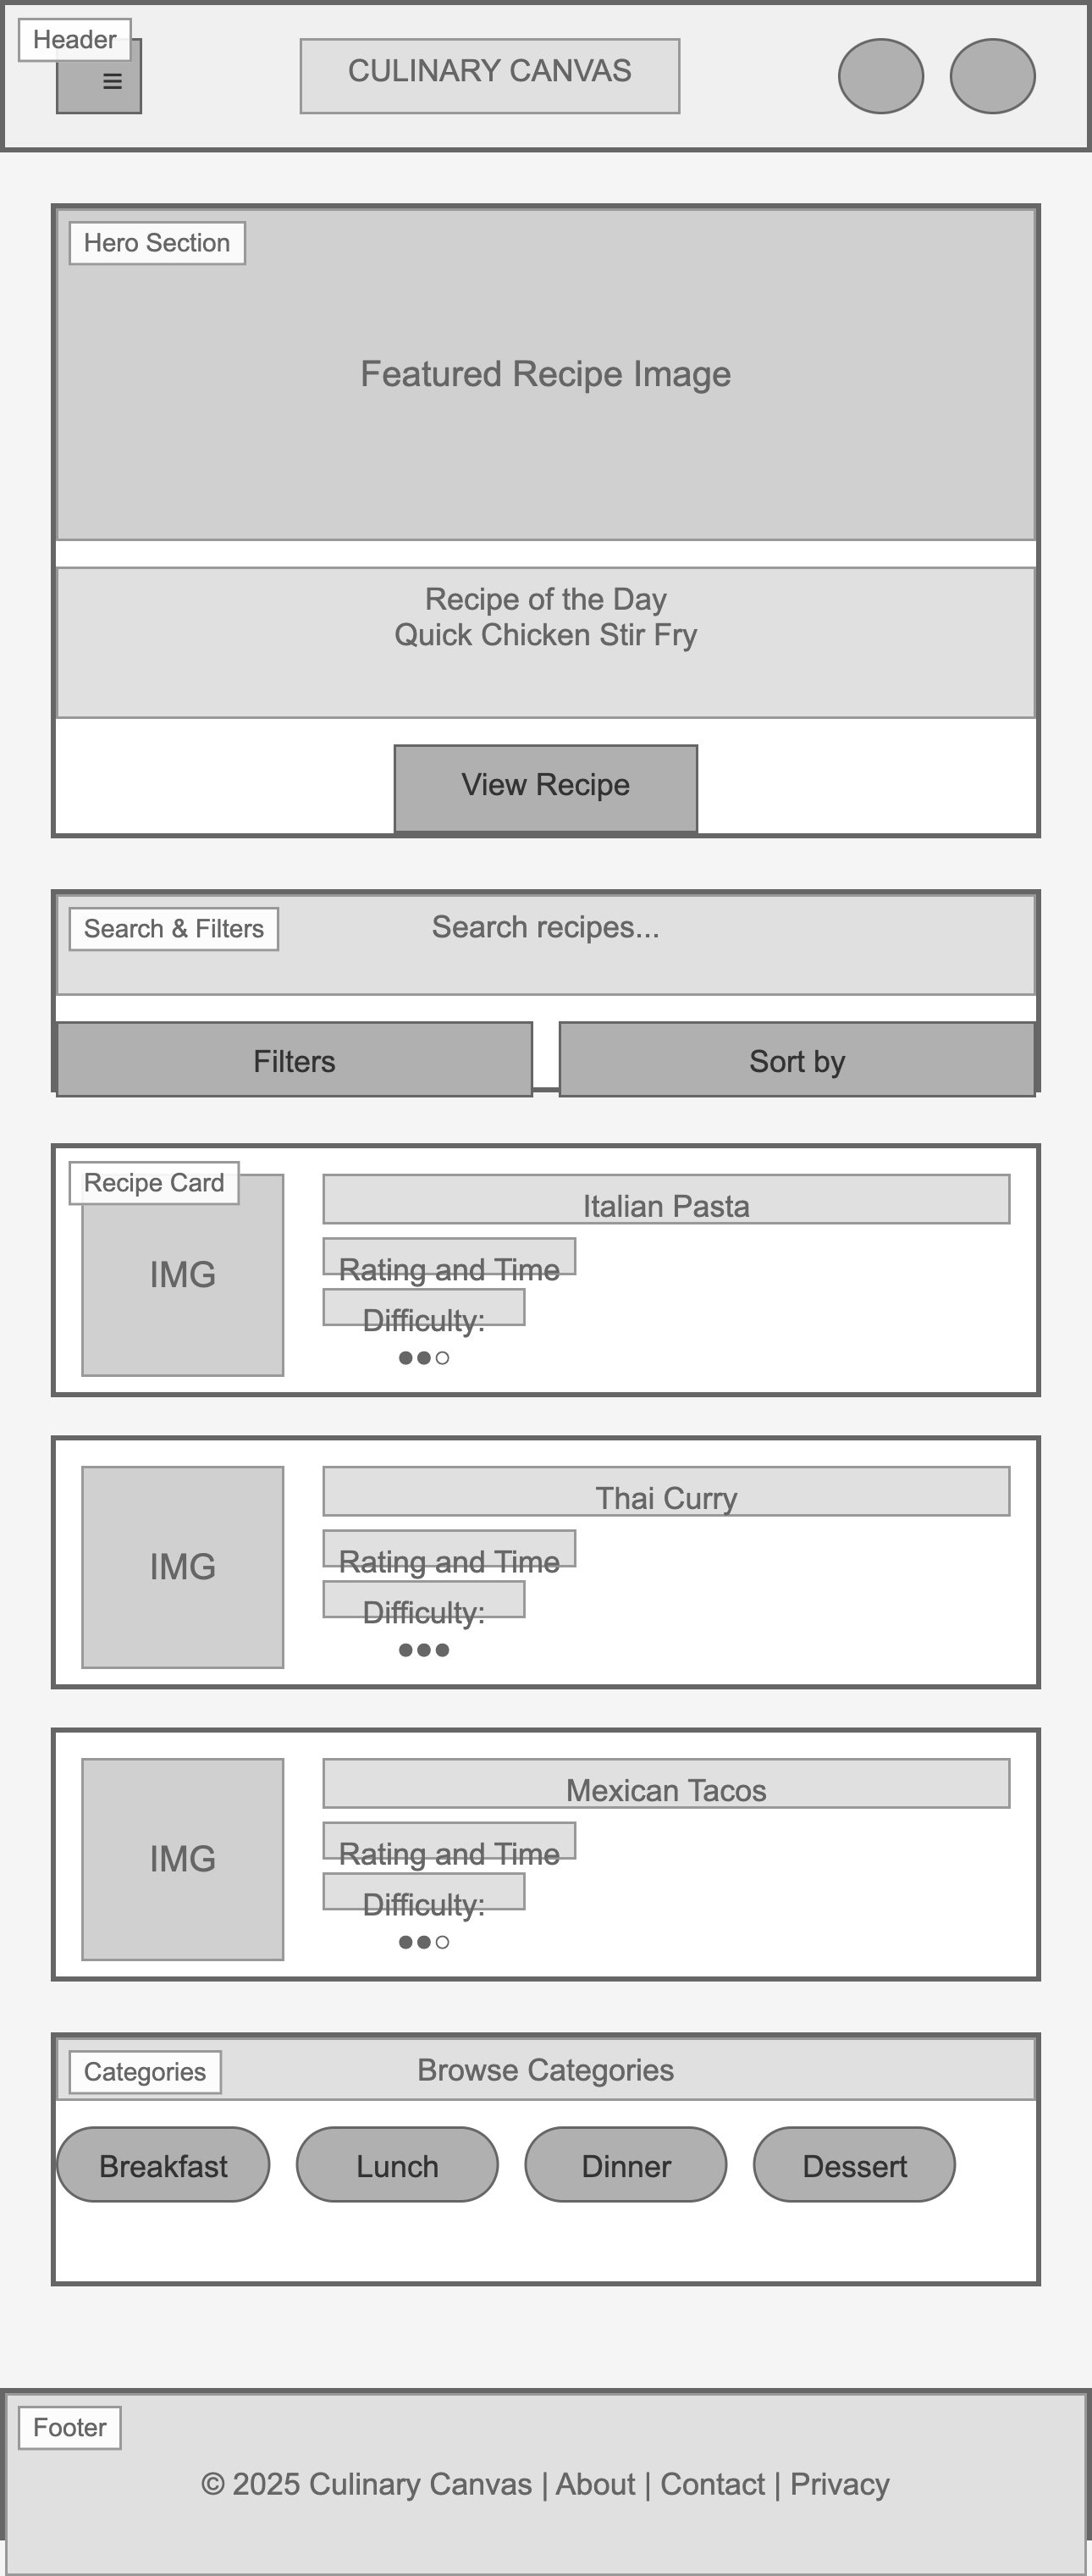 Header
≡
CULINARY CANVAS
Hero Section
Featured Recipe Image
Recipe of the Day
Quick Chicken Stir Fry
View Recipe
Search & Filters
Search recipes...
Filters
Sort by
Recipe Card
IMG
Italian Pasta
Rating and Time
Difficulty:
●●○
IMG
Thai Curry
Rating and Time
Difficulty:
●●●
IMG
Mexican Tacos
Rating and Time
Difficulty:
●●○
Categories
Browse Categories
Breakfast
Lunch
Dinner
Dessert
Footer
© 2025 Culinary Canvas | About | Contact | Privacy